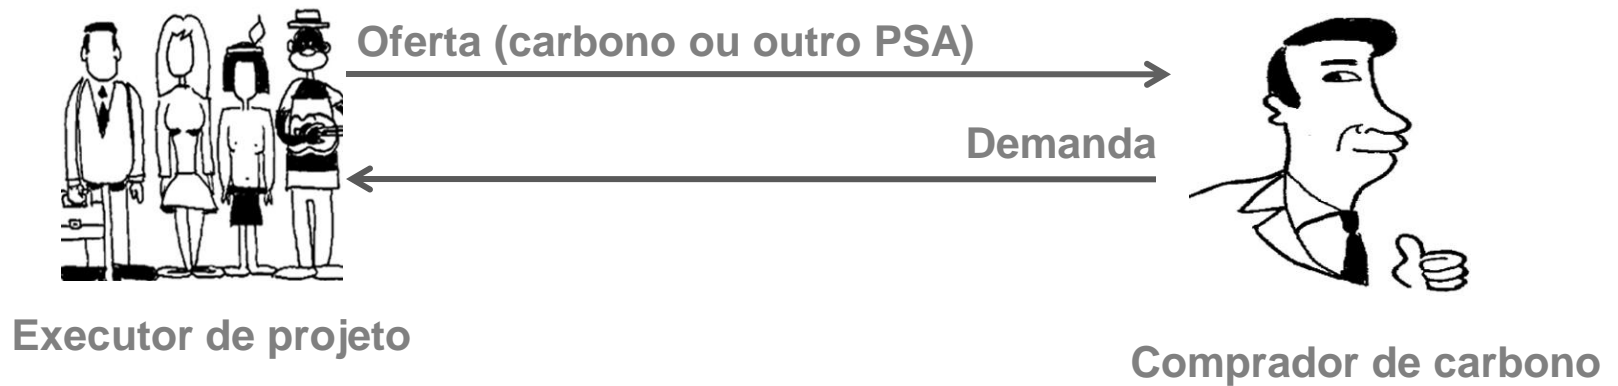 Oferta (carbono ou outro PSA)
Demanda
Executor de projeto
Comprador de carbono